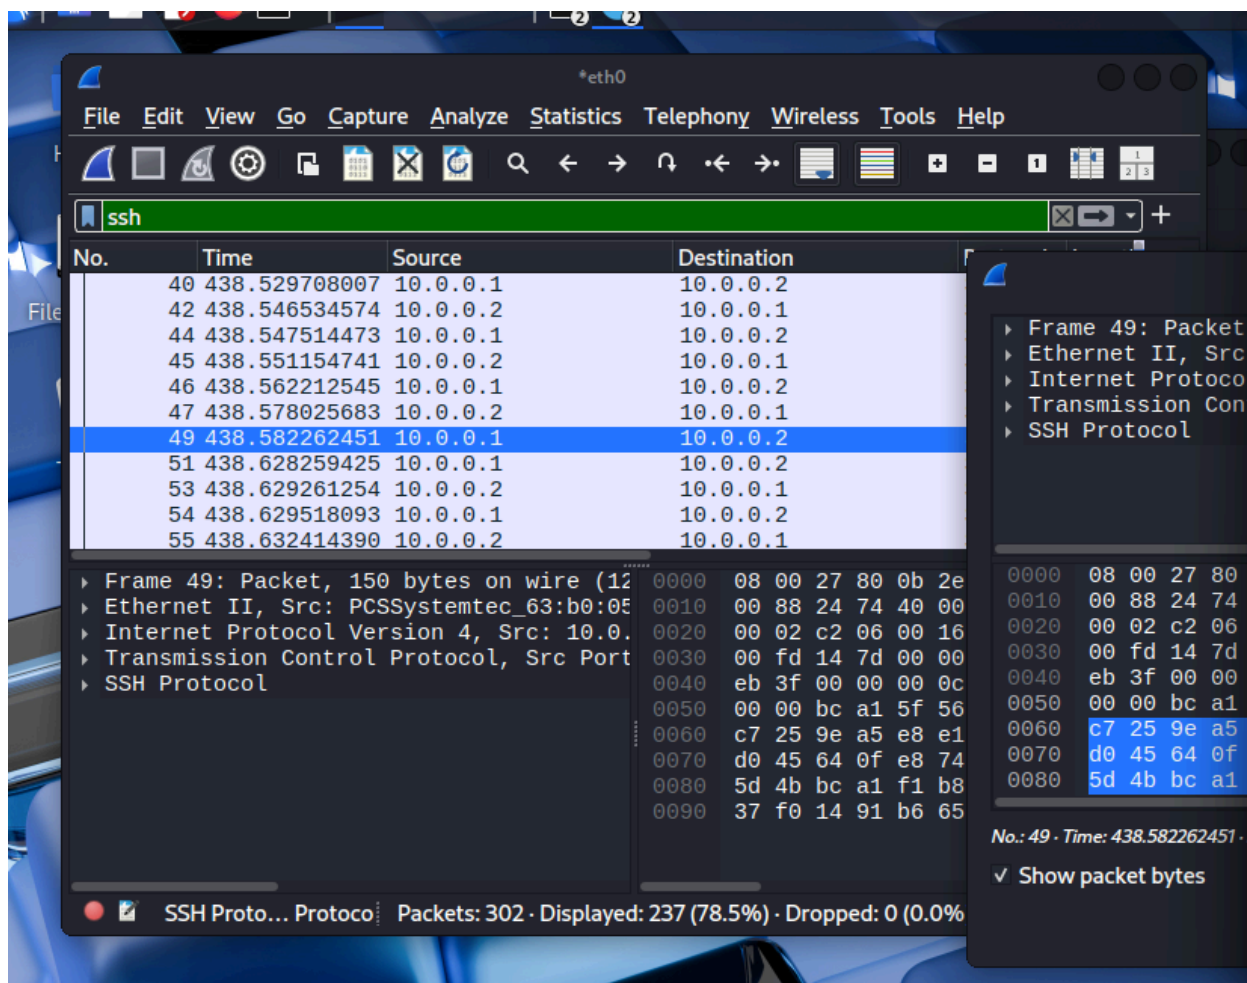 2
2
*eth0
File Edit View Go Capture Analyze Statistics Telephony Wireless Tools Help
ssh
No. Time Source Destination
40 438.529708007 10.0.0.1 10.0.0.2
42 438.546534574 10.0.0.2 10.0.0.1
44 438.547514473 10.0.0.1 10.0.0.2
45 438.551154741 10.0.0.2 10.0.0.1
46 438.562212545 10.0.0.1 10.0.0.2
47 438.578025683 10.0.0.2 10.0.0.1
49 438.582262451 10.0.0.1 10.0.0.2
51 438.628259425 10.0.0.1 10.0.0.2
53 438.629261254 10.0.0.2 10.0.0.1
54 438.629518093 10.0.0.1 10.0.0.2
55 438.632414390 10.0.0.2 10.0.0.1
File
Frame 49: Packet, 150 bytes on wire (12
Ethernet II, Src: PCSSystemtec_63:b0:05
Internet Protocol Version 4, Src: 10.0.
Transmission Control Protocol, Src Port
SSH Protocol
0000 08 00 27 80 0b 2e
0010 00 88 24 74 40 00
0020 00 02 c2 06 00 16
0030 00 fd 14 7d 00 00
0040 eb 3f 00 00 00 0c
0050 00 00 bc a1 5f 56
0060 c7 25 9e a5 e8 e1
0070 d0 45 64 0f e8 74
0080 5d 4b bc a1 f1 b8
0090 37 f0 14 91 b6 65
SSH Proto... Protoco Packets: 302 · Displayed: 237 (78.5%) · Dropped: 0 (0.0%
Frame 49: Packet
Ethernet II, Src
Internet Protoco
Transmission Con
SSH Protocol
0000 08 00 27 80
0010 00 88 24 74
0020 00 02 c2 06
0030 00 fd 14 7d
0040 eb 3f 00 00
0050 00 00 bc a1
0060 c7 25 9e a5
0070 d0 45 64 0f
0080 5d 4b bc a1
No.: 49 · Time: 438.582262451 ·
Show packet bytes